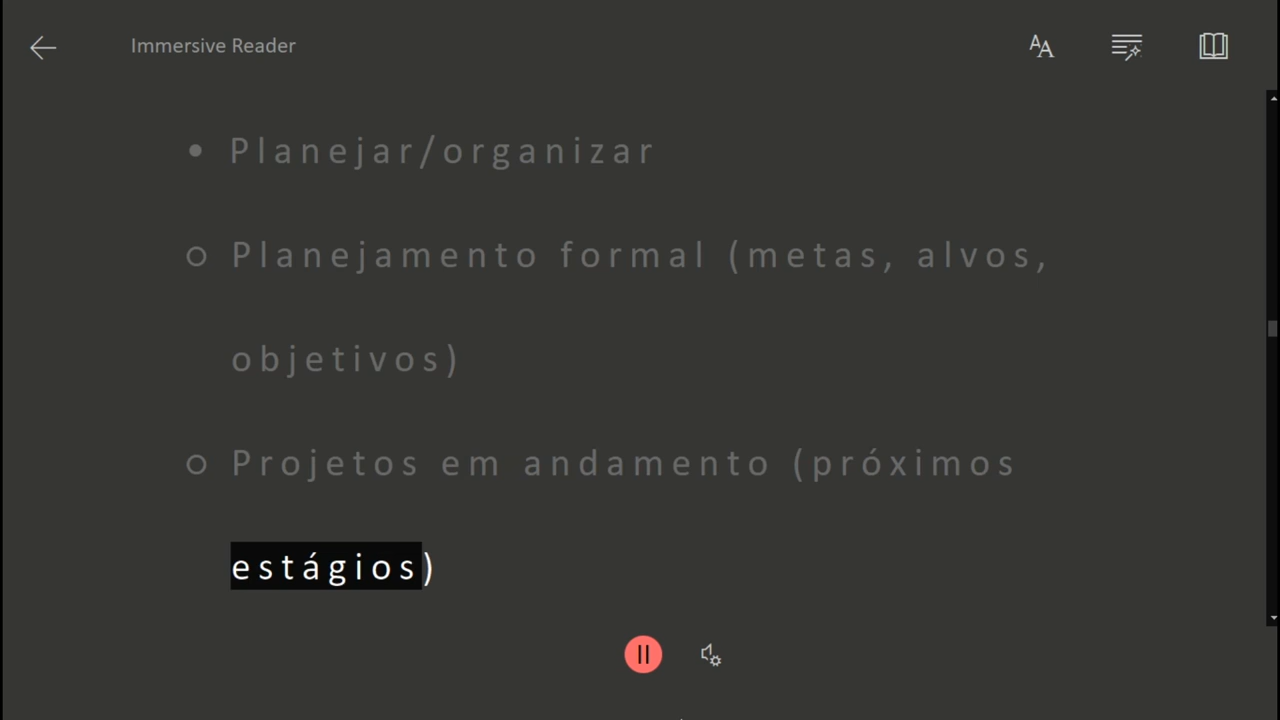 Immersive Reader
• Planejar/organizar
○ Planejamento formal (metas, alvos,
objetivos)
○ Projetos em andamento (próximos
estágios)